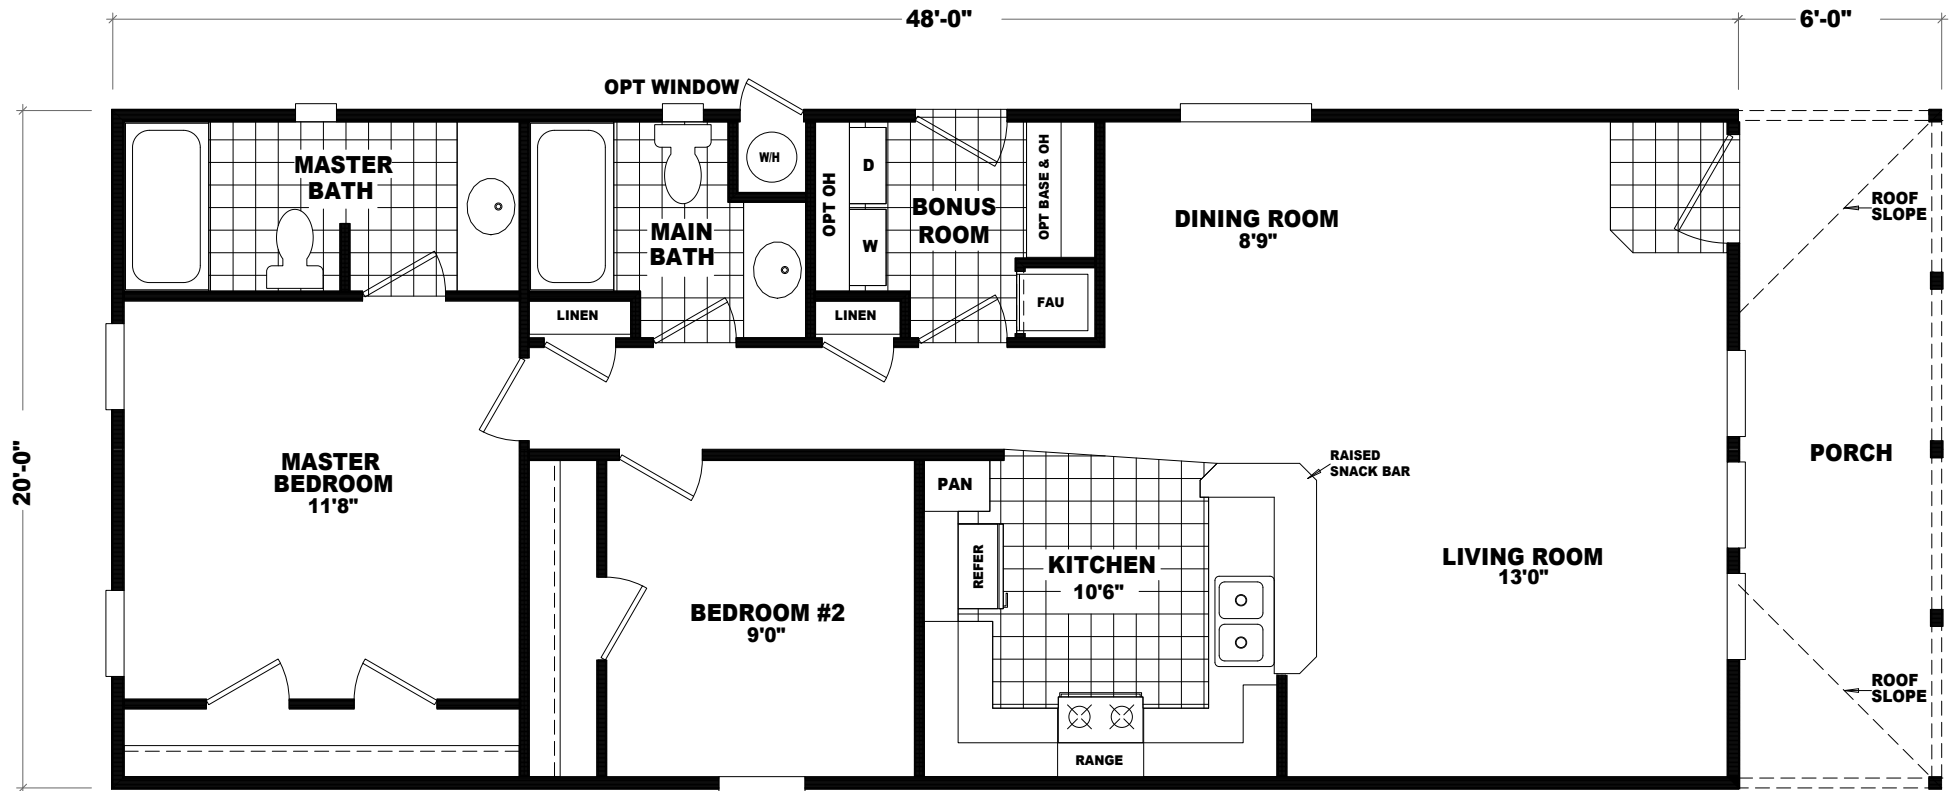 48'-0"
6'-0"
20'-0"
OPT WINDOW
MASTER
BATH
W/H
MAIN
BATH
OPT OH
D
W
BONUS
ROOM
OPT BASE & OH
FAU
LINEN
LINEN
DINING ROOM
8'9"
ROOF
SLOPE
MASTER
BEDROOM
11'8"
BEDROOM #2
9'0"
PAN
REFER
KITCHEN
10'6"
RANGE
RAISED
SNACK BAR
LIVING ROOM
13'0"
PORCH
ROOF
SLOPE